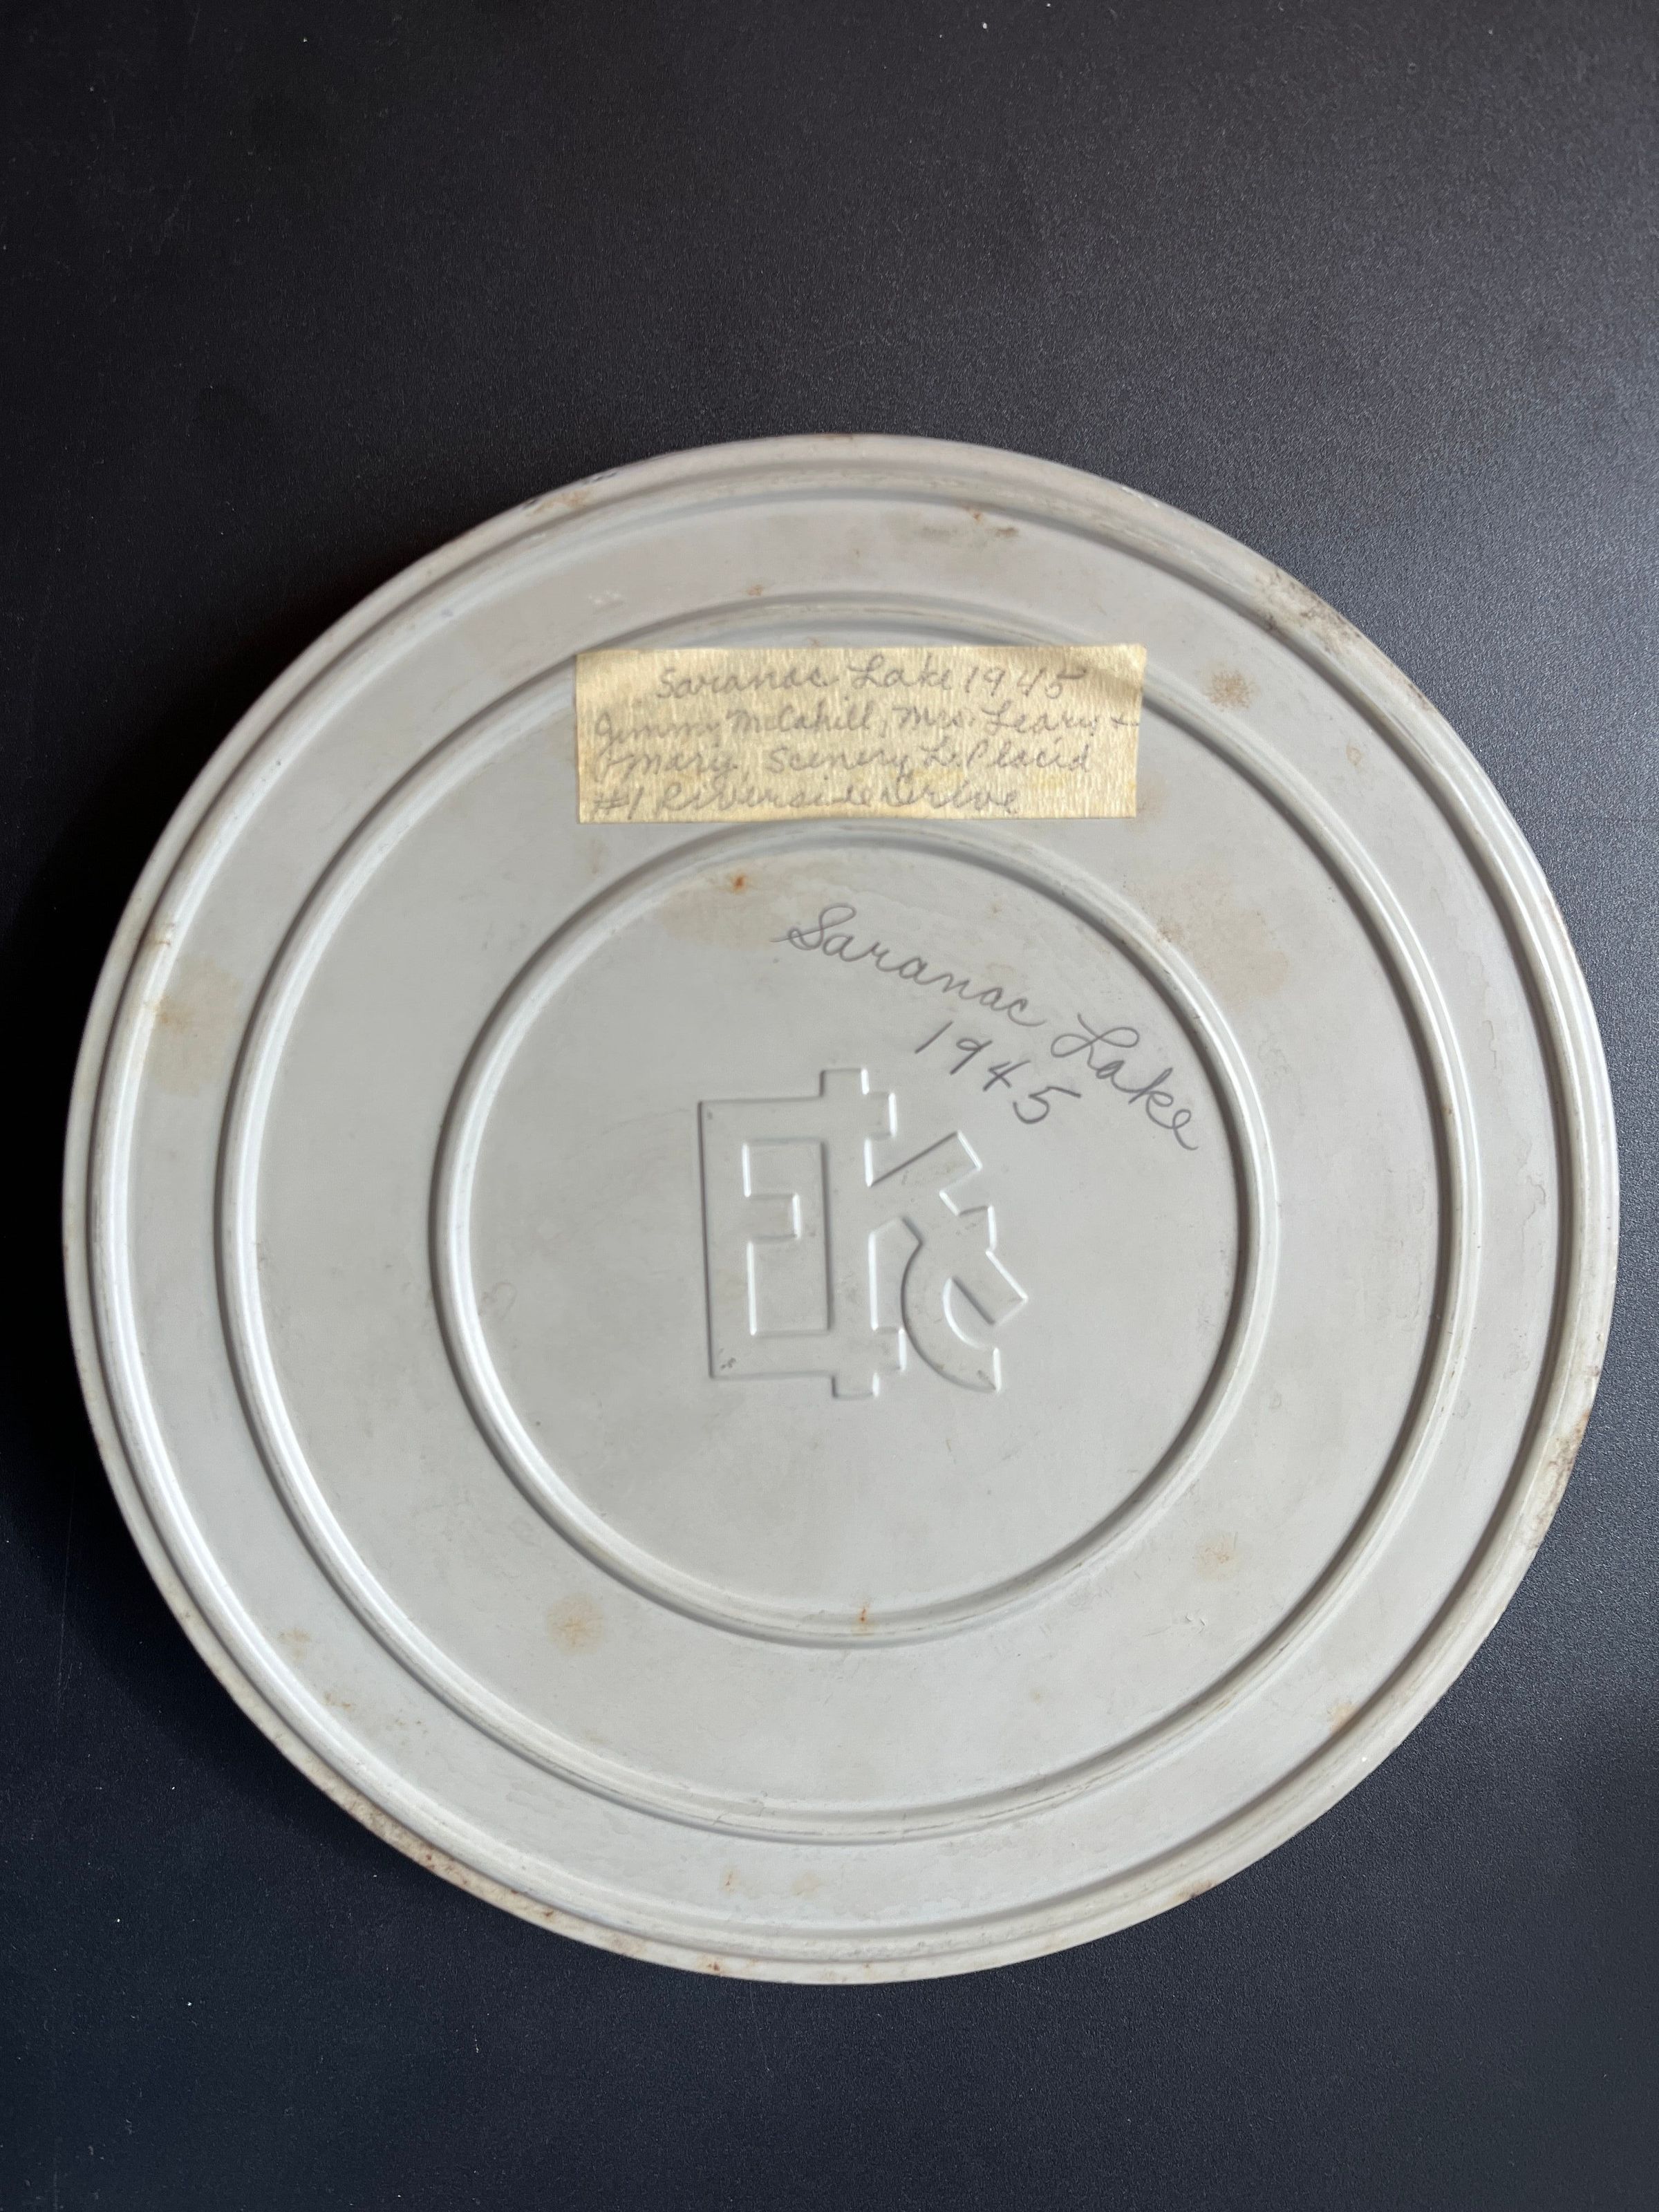 Saranac Lake 1945
Jimmy McCahill, Mrs. Leary +
Mary, Scenery L. Placid
#1 Riverside Drive
Saranac Lake
1945
EK